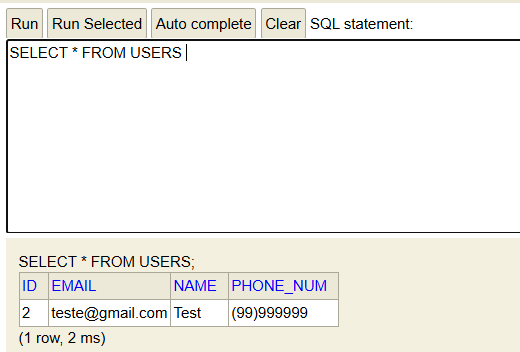 Run Run Selected Auto complete Clear SQL statement:
SELECT * FROM USERS
SELECT * FROM USERS;
ID EMAIL NAME PHONE_NUM
2 teste@gmail.com Test (99)999999
(1 row, 2 ms)